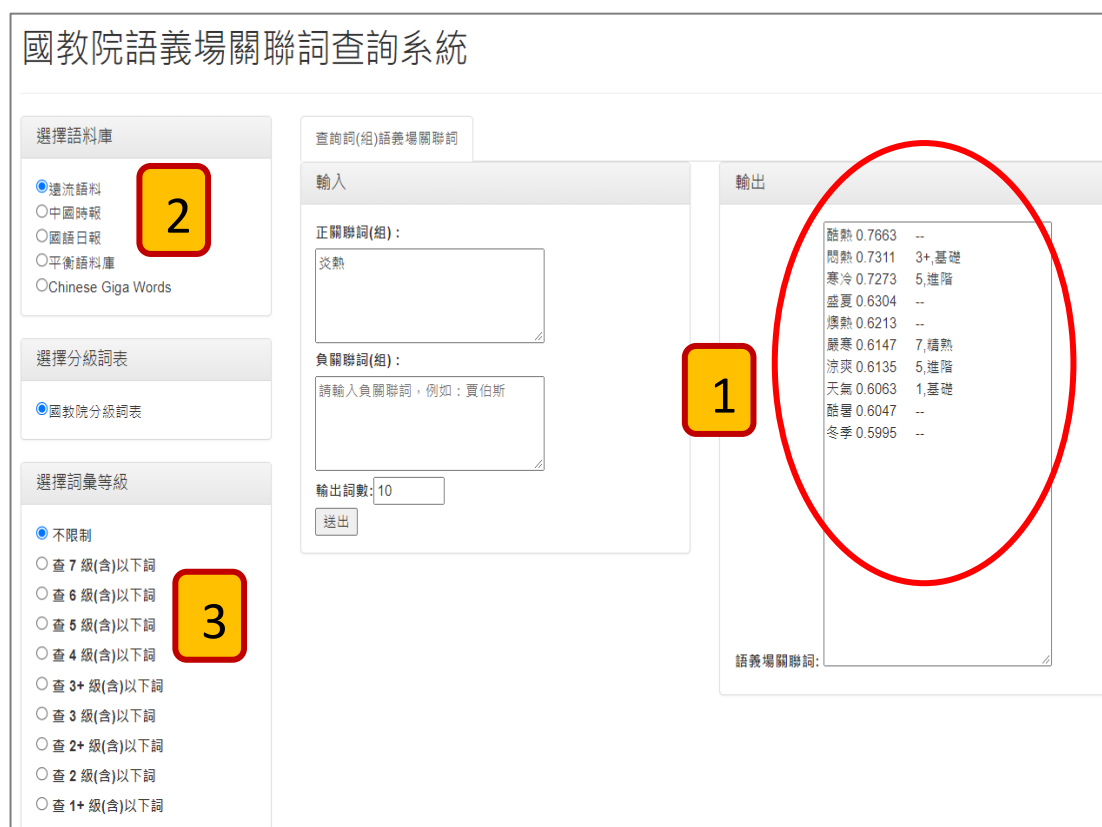 國教院語義場關聯詞查詢系統
選擇語料庫
遠流語料
中國時報
國語日報
平衡語料庫
Chinese Giga Words
2
選擇分級詞表
國教院分級詞表
選擇詞彙等級
不限制
查 7 級(含)以下詞
查 6 級(含)以下詞
查 5 級(含)以下詞
查 4 級(含)以下詞
查 3+ 級(含)以下詞
查 3 級(含)以下詞
查 2+ 級(含)以下詞
查 2 級(含)以下詞
查 1+ 級(含)以下詞
3
查詢詞(組)語義場關聯詞
輸入
正關聯詞(組)：
炎熱
負關聯詞(組)：
請輸入負關聯詞，例如：賈伯斯
輸出詞數: 10
送出
1
輸出
酷熱 0.7663 --
悶熱 0.7311 3+,基礎
寒冷 0.7273 5,進階
盛夏 0.6304 --
燠熱 0.6213 --
嚴寒 0.6147 7,精熟
涼爽 0.6135 5,進階
天氣 0.6063 1,基礎
酷暑 0.6047 --
冬季 0.5995 --
語義場關聯詞: